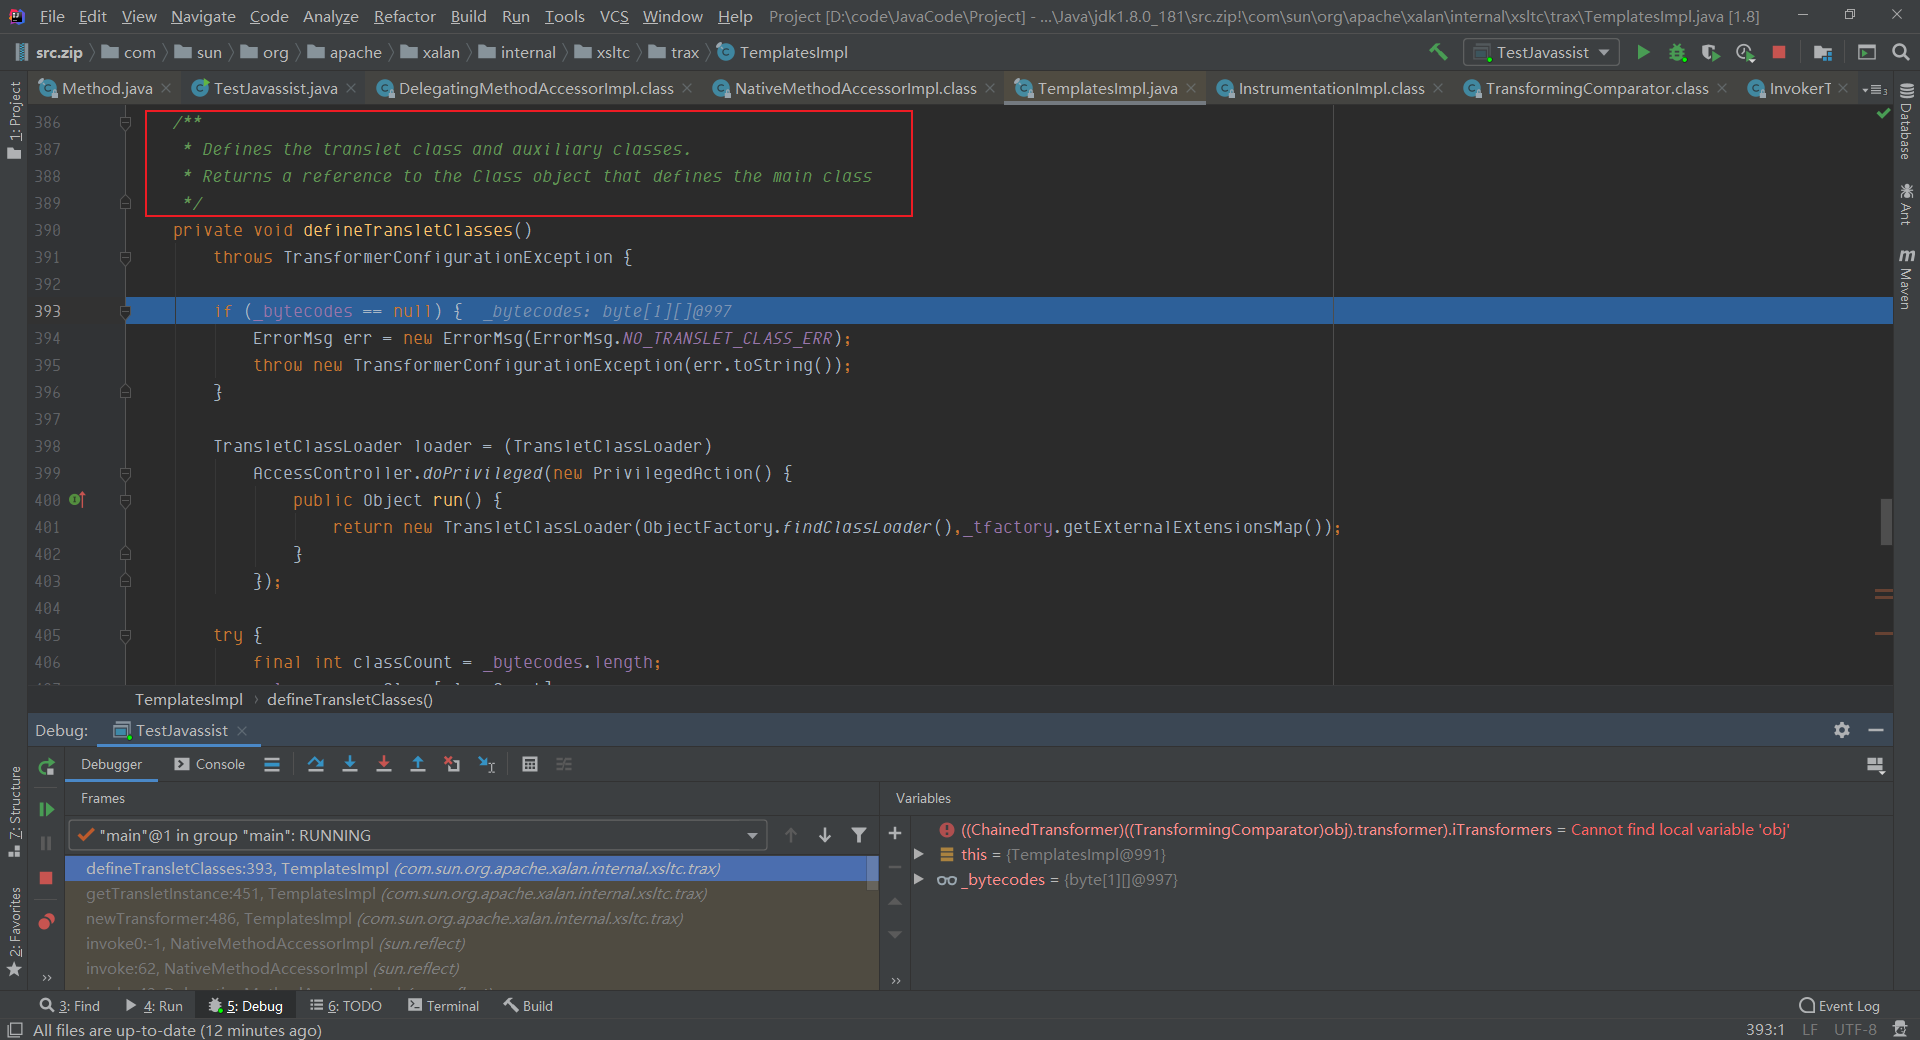 File Edit View Navigate Code Analyze Refactor Build Run Tools VCS Window Help Project [D:\code\JavaCode\Project] - ...\Java\jdk1.8.0_181\src.zip!\com\sun\org\apache\xalan\internal\xsltc\trax\TemplatesImpl.java [1.8]
src.zip com sun org apache xalan internal xsltc trax TemplatesImpl TestJavassist
Method.java TestJavassist.java DelegatingMethodAccessorImpl.class NativeMethodAccessorImpl.class TemplatesImpl.java InstrumentationImpl.class TransformingComparator.class InvokerT
1: Project
7: Structure
2: Favorites
Database
Ant
Maven
386 /**
387 * Defines the translet class and auxiliary classes.
388 * Returns a reference to the Class object that defines the main class
389 */
390 private void defineTransletClasses()
391 throws TransformerConfigurationException {
392
393 if (_bytecodes == null) { _bytecodes: byte[1][]@997
394 ErrorMsg err = new ErrorMsg(ErrorMsg.NO_TRANSLET_CLASS_ERR);
395 throw new TransformerConfigurationException(err.toString());
396 }
397
398 TransletClassLoader loader = (TransletClassLoader)
399 AccessController.doPrivileged(new PrivilegedAction() {
400 public Object run() {
401 return new TransletClassLoader(ObjectFactory.findClassLoader(),_tfactory.getExternalExtensionsMap());
402 }
403 });
404
405 try {
406 final int classCount = _bytecodes.length;
TemplatesImpl › defineTransletClasses()
Debug: TestJavassist
Debugger Console
Frames
"main"@1 in group "main": RUNNING
defineTransletClasses:393, TemplatesImpl (com.sun.org.apache.xalan.internal.xsltc.trax)
getTransletInstance:451, TemplatesImpl (com.sun.org.apache.xalan.internal.xsltc.trax)
newTransformer:486, TemplatesImpl (com.sun.org.apache.xalan.internal.xsltc.trax)
invoke0:-1, NativeMethodAccessorImpl (sun.reflect)
invoke:62, NativeMethodAccessorImpl (sun.reflect)
Variables
((ChainedTransformer)((TransformingComparator)obj).transformer).iTransformers = Cannot find local variable 'obj'
this = {TemplatesImpl@991}
_bytecodes = {byte[1][]@997}
3: Find 4: Run 5: Debug 6: TODO Terminal Build Event Log
All files are up-to-date (12 minutes ago) 393:1 LF UTF-8